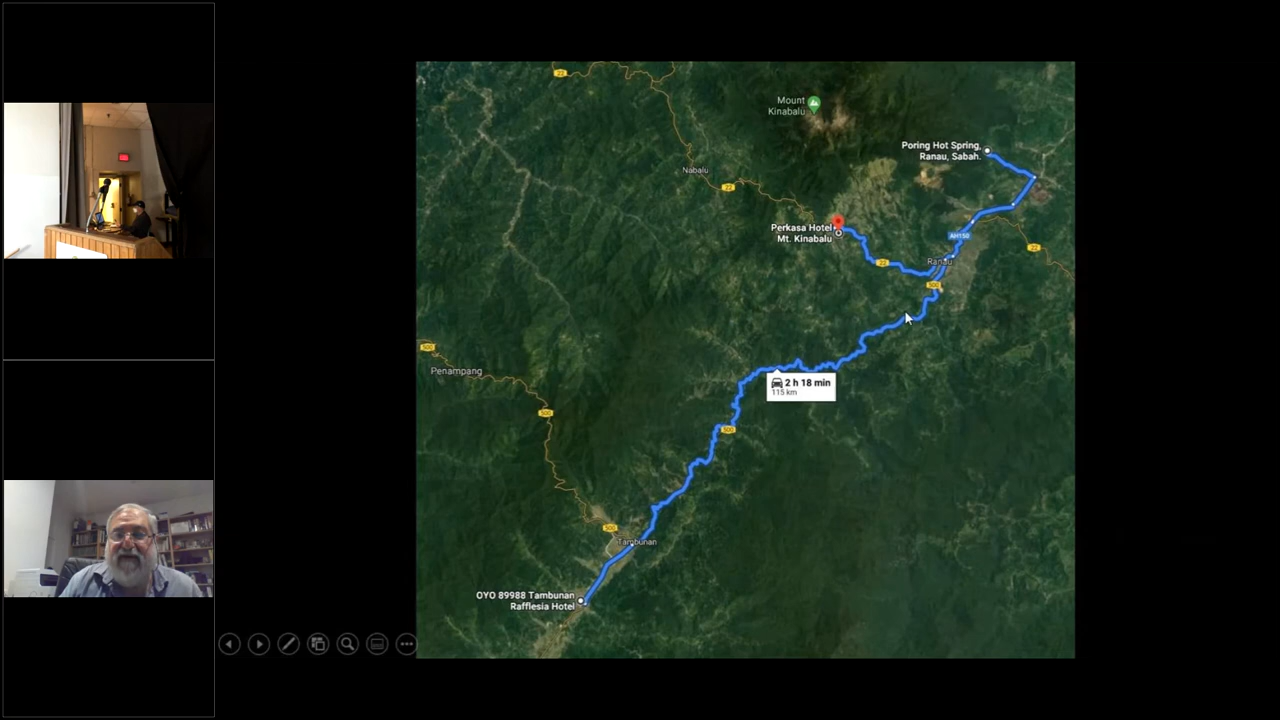 22
Mount
Kinabalu
Poring Hot Spring,
Ranau, Sabah.
Nabalu
22
Perkasa Hotel
Mt. Kinabalu
AH150
22
22
Ranau
500
500
Penampang
2 h 18 min
115 km
500
500
500
Tambunan
OYO 89988 Tambunan
Rafflesia Hotel